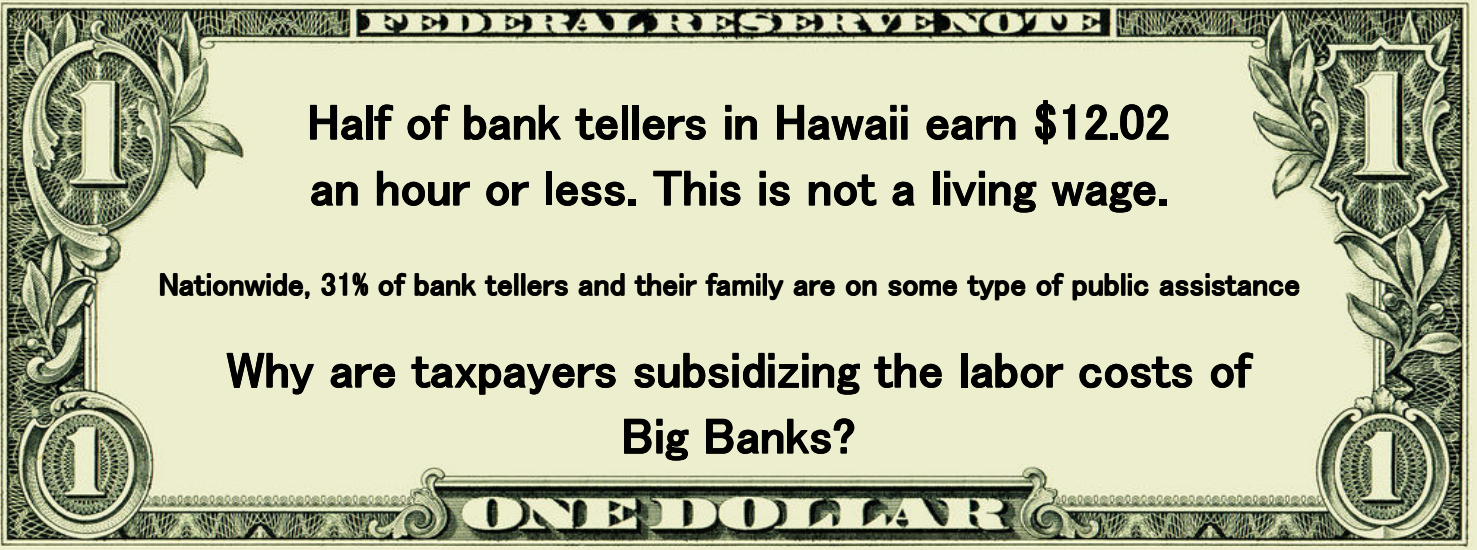 FEDERAL RESERVE NOTE
1
1
Half of bank tellers in Hawaii earn $12.02
an hour or less. This is not a living wage.
Nationwide, 31% of bank tellers and their family are on some type of public assistance
Why are taxpayers subsidizing the labor costs of
Big Banks?
1
1
ONE DOLLAR